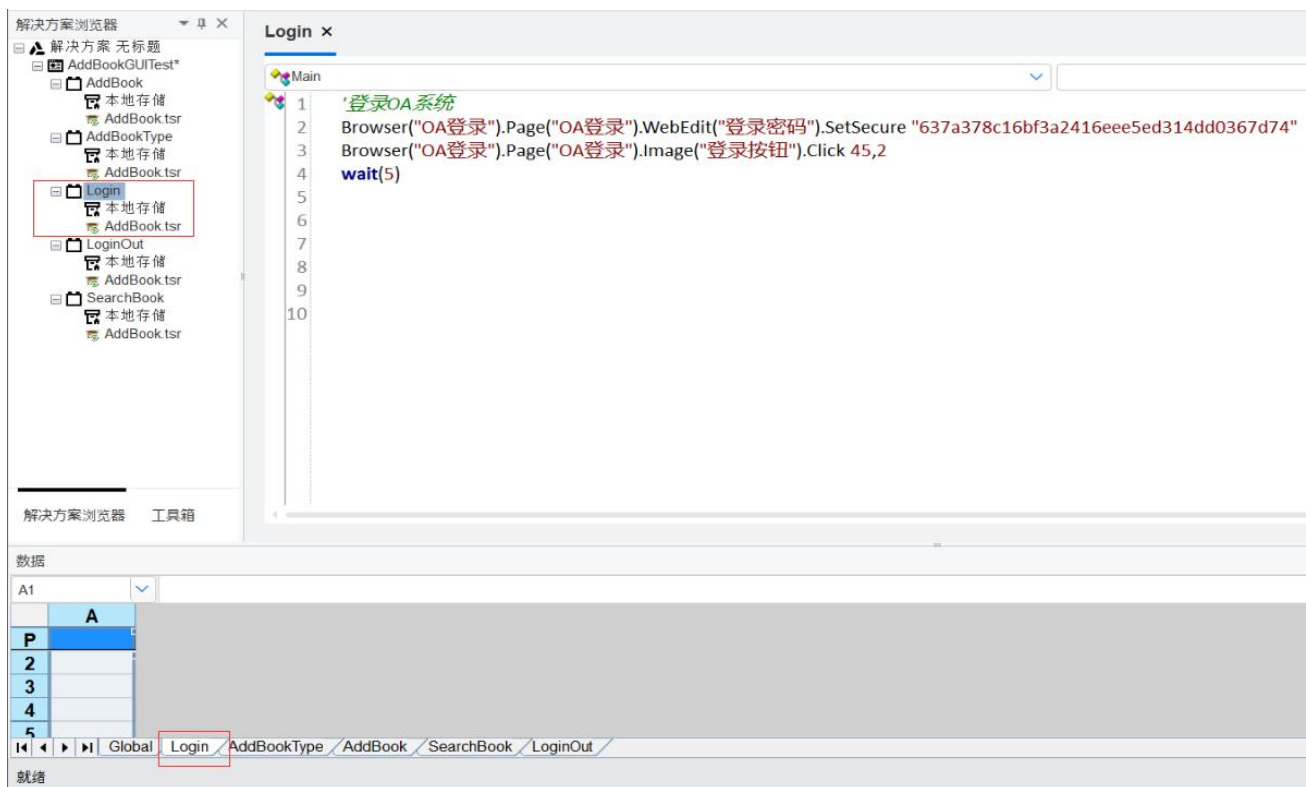 解决方案浏览器
解决方案 无标题
AddBookGUITest*
AddBook
本地存储
AddBook.tsr
AddBookType
本地存储
AddBook.tsr
Login
本地存储
AddBook.tsr
LoginOut
本地存储
AddBook.tsr
SearchBook
本地存储
AddBook.tsr
解决方案浏览器 工具箱
Login ×
Main
1 '登录OA系统
2 Browser("OA登录").Page("OA登录").WebEdit("登录密码").SetSecure "637a378c16bf3a2416eee5ed314dd0367d74"
3 Browser("OA登录").Page("OA登录").Image("登录按钮").Click 45,2
4 wait(5)
5
6
7
8
9
10
数据
A1
A
P
2
3
4
5
Global Login AddBookType AddBook SearchBook LoginOut
就绪